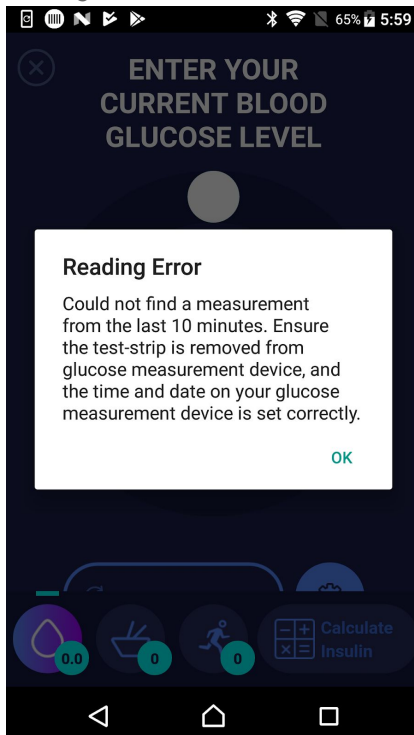 65% 5:59
ENTER YOUR
CURRENT BLOOD
GLUCOSE LEVEL
Reading Error
Could not find a measurement
from the last 10 minutes. Ensure
the test-strip is removed from
glucose measurement device, and
the time and date on your glucose
measurement device is set correctly.
OK
0.0
0
0
Calculate
Insulin